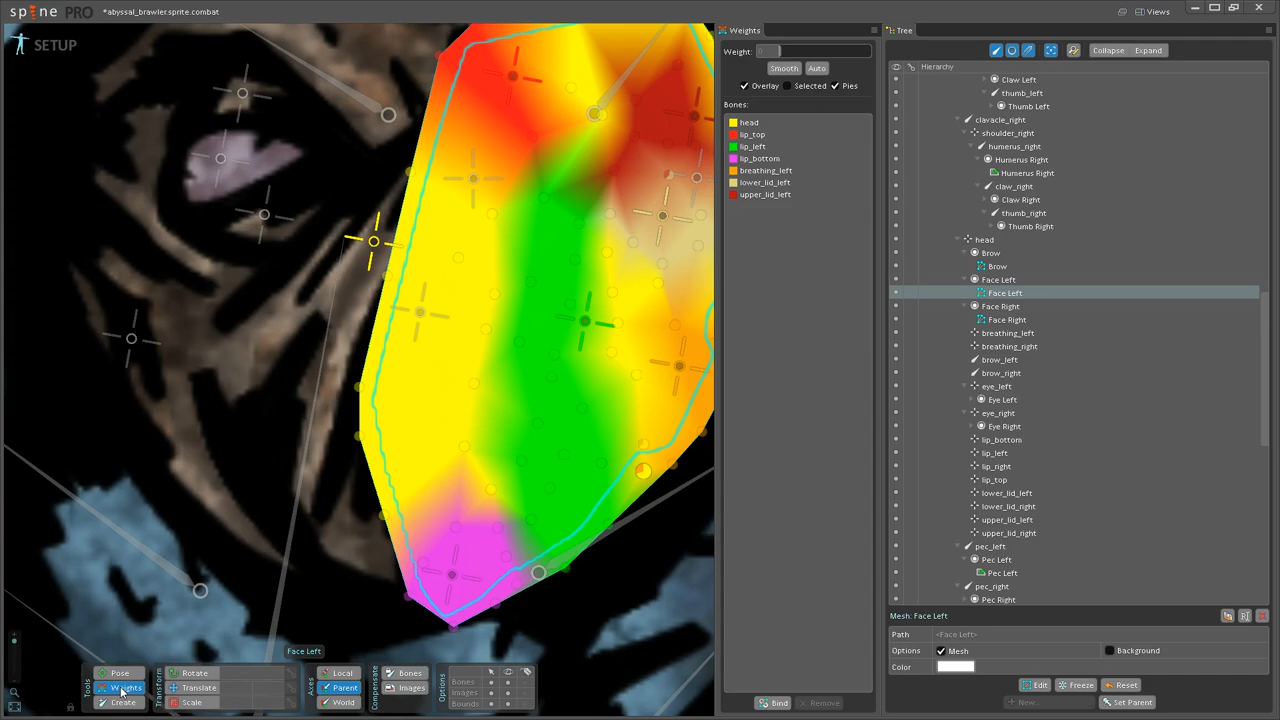 spine PRO
*abyssal_brawler.sprite.combat
Views
SETUP
Weights
Weight: 0
Smooth
Auto
Overlay
Selected
Pies
Bones:
head
lip_top
lip_left
lip_bottom
breathing_left
lower_lid_left
upper_lid_left
Bind
Remove
Tree
Collapse
Expand
Hierarchy
Claw Left
thumb_left
Thumb Left
clavacle_right
shoulder_right
humerus_right
Humerus Right
Humerus Right
claw_right
Claw Right
thumb_right
Thumb Right
head
Brow
Brow
Face Left
Face Left
Face Right
Face Right
breathing_left
breathing_right
brow_left
brow_right
eye_left
Eye Left
eye_right
Eye Right
lip_bottom
lip_left
lip_right
lip_top
lower_lid_left
lower_lid_right
upper_lid_left
upper_lid_right
pec_left
Pec Left
Pec Left
pec_right
Pec Right
Mesh: Face Left
Path
<Face Left>
Options
Mesh
Background
Color
Edit
Freeze
Reset
New...
Set Parent
Face Left
Tools
Pose
Weights
Create
Transform
Rotate
Translate
Scale
Axes
Local
Parent
World
Compensate
Bones
Images
Options
Bones
Images
Bounds